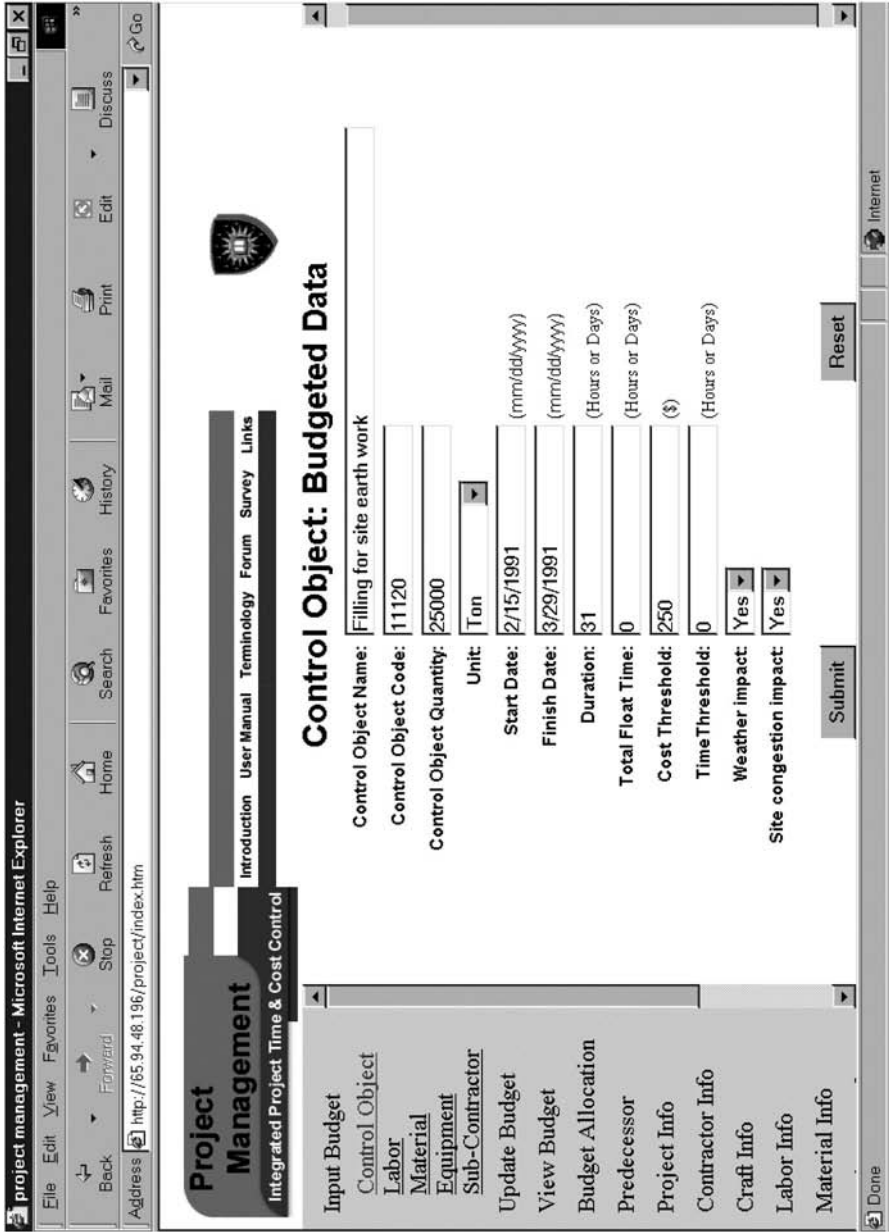 project management - Microsoft Internet Explorer
File Edit View Favorites Tools Help
Back Forward Stop Refresh Home Search Favorites History Mail Print Edit Discuss »
Address http://65.94.48.196/project/index.htm Go
Project
Management
Integrated Project Time & Cost Control
Introduction User Manual Terminology Forum Survey Links
Input Budget
Control Object
Labor
Material
Equipment
Sub-Contractor
Update Budget
View Budget
Budget Allocation
Predecessor
Project Info
Contractor Info
Craft Info
Labor Info
Material Info
Control Object: Budgeted Data
Control Object Name: Filling for site earth work
Control Object Code: 11120
Control Object Quantity: 25000
Unit: Ton
Start Date: 2/15/1991 (mm/dd/yyyy)
Finish Date: 3/29/1991 (mm/dd/yyyy)
Duration: 31 (Hours or Days)
Total Float Time: 0 (Hours or Days)
Cost Threshold: 250 ($)
TimeThreshold: 0 (Hours or Days)
Weather impact: Yes
Site congestion impact: Yes
Submit Reset
Done Internet